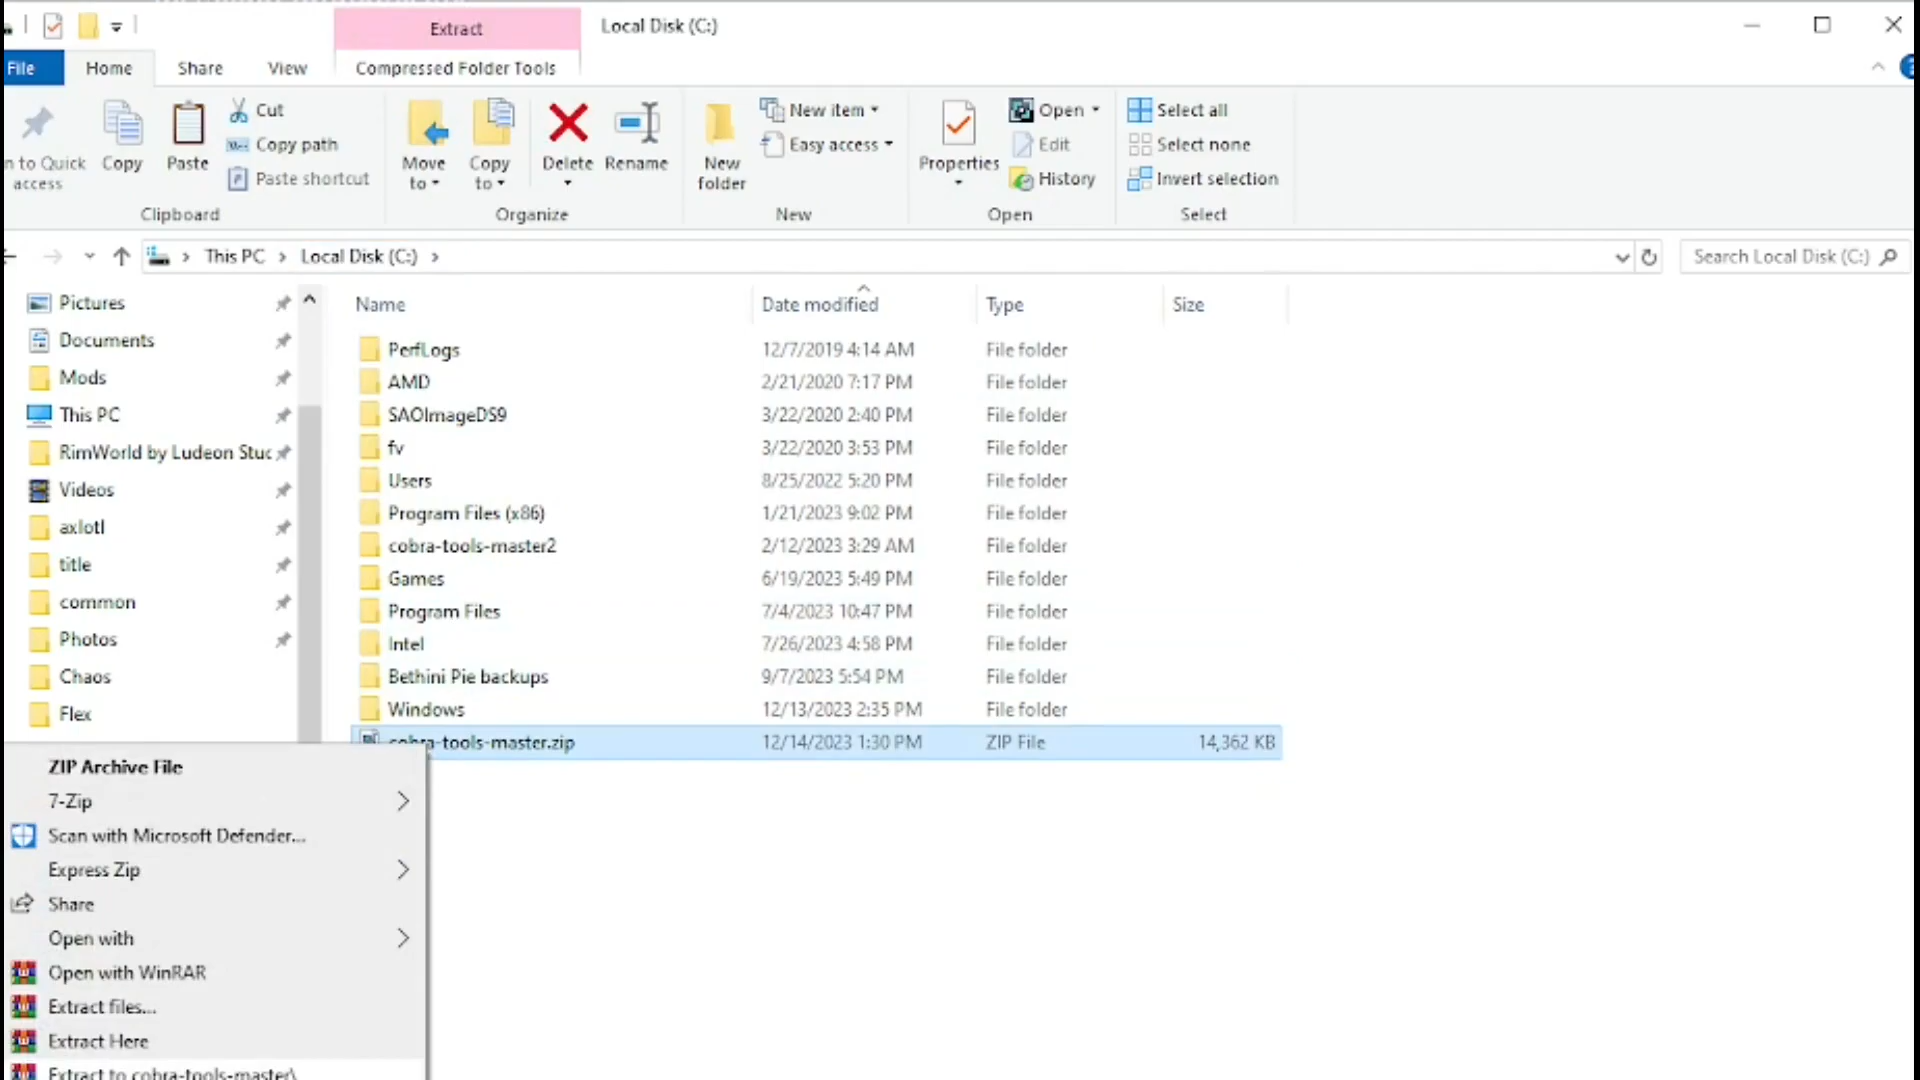 Extract
Local Disk (C:)
File
Home
Share
View
Compressed Folder Tools
n to Quick
access
Copy
Paste
Cut
Copy path
Paste shortcut
Clipboard
Move
to
Copy
to
Delete
Rename
Organize
New
folder
New item
Easy access
New
Properties
Open
Edit
History
Open
Select all
Select none
Invert selection
Select
This PC
Local Disk (C:)
Search Local Disk (C:)
Pictures
Documents
Mods
This PC
RimWorld by Ludeon Stuc
Videos
axlotl
title
common
Photos
Chaos
Flex
Name Date modified Type Size
PerfLogs 12/7/2019 4:14 AM File folder
AMD 2/21/2020 7:17 PM File folder
SAOImageDS9 3/22/2020 2:40 PM File folder
fv 3/22/2020 3:53 PM File folder
Users 8/25/2022 5:20 PM File folder
Program Files (x86) 1/21/2023 9:02 PM File folder
cobra-tools-master2 2/12/2023 3:29 AM File folder
Games 6/19/2023 5:49 PM File folder
Program Files 7/4/2023 10:47 PM File folder
Intel 7/26/2023 4:58 PM File folder
Bethini Pie backups 9/7/2023 5:54 PM File folder
Windows 12/13/2023 2:35 PM File folder
cobra-tools-master.zip 12/14/2023 1:30 PM ZIP File 14,362 KB
ZIP Archive File
7-Zip
Scan with Microsoft Defender...
Express Zip
Share
Open with
Open with WinRAR
Extract files...
Extract Here
Extract to cobra-tools-master\